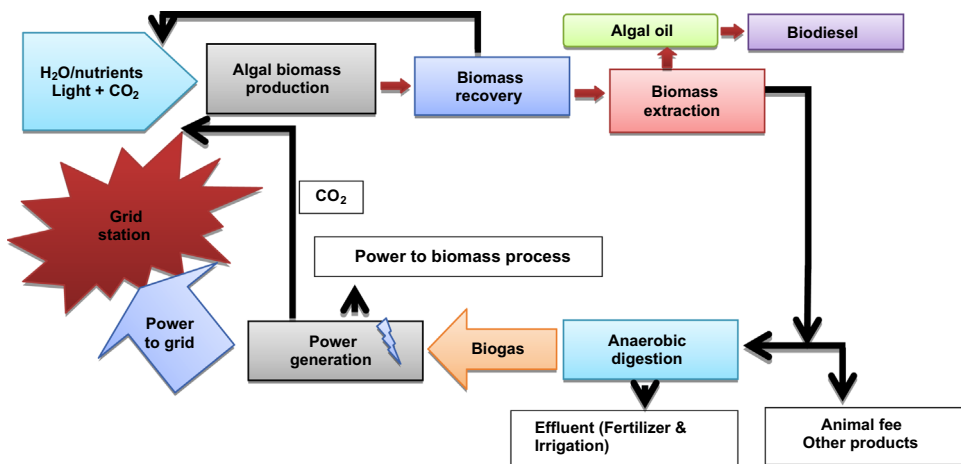 H₂O/nutrients
Light + CO₂
Algal biomass
production
Biomass
recovery
Algal oil
Biodiesel
Biomass
extraction
CO₂
Grid
station
Power to biomass process
Power
to grid
Power
generation
Biogas
Anaerobic
digestion
Effluent (Fertilizer &
Irrigation)
Animal fee
Other products